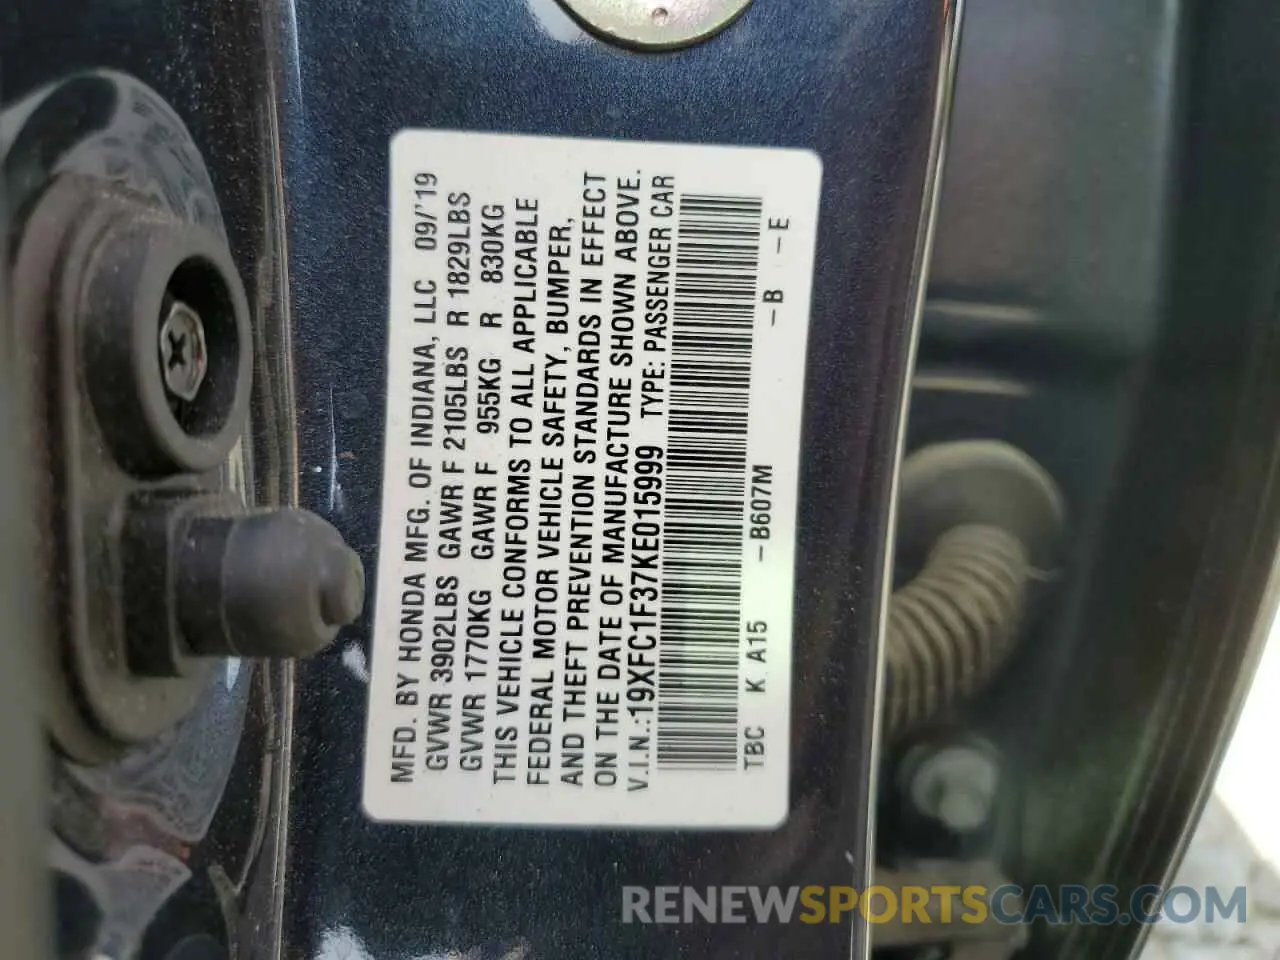 MFD. BY HONDA MFG. OF INDIANA, LLC 09/'19
GVWR 3902LBS GAWR F 2105LBS R 1829LBS
GVWR 1770KG GAWR F 955KG R 830KG
THIS VEHICLE CONFORMS TO ALL APPLICABLE
FEDERAL MOTOR VEHICLE SAFETY, BUMPER,
AND THEFT PREVENTION STANDARDS IN EFFECT
ON THE DATE OF MANUFACTURE SHOWN ABOVE.
V.I.N.:19XFC1F37KE015999 TYPE: PASSENGER CAR
TBC K A15 -B607M -B -E
RENEWSPORTSCARS.COM